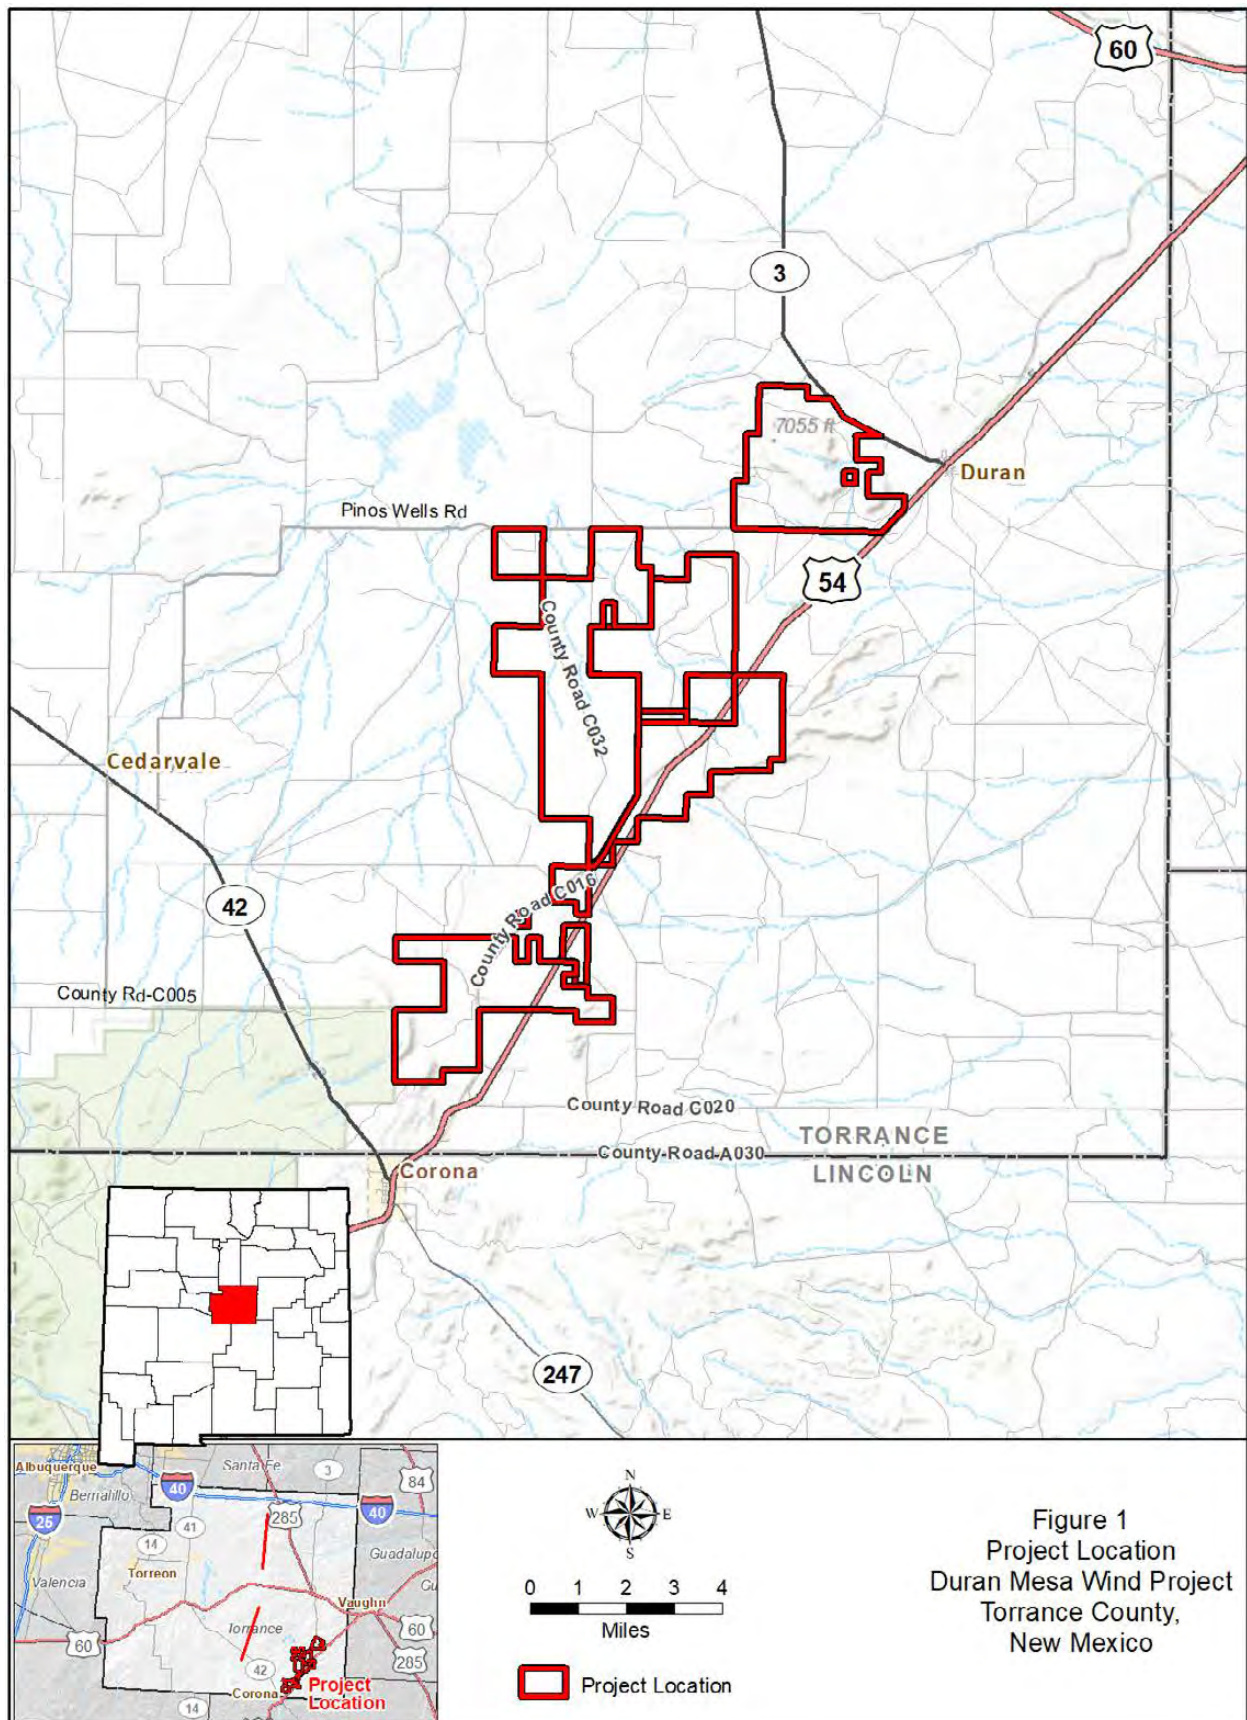 60
3
7055 ft
Duran
Pinos Wells Rd
54
County Road C032
Cedarvale
42
County Road C016
County Rd-C005
County Road C020
TORRANCE
County Road A030
LINCOLN
Corona
247
Albuquerque
Santa Fe
3
84
40
Bernalillo
25
41
285
40
14
Guadalupe
Torreon
Valencia
Vaughn
60
Torrance
60
285
42
Corona
Project
Location
14
N
W
E
S
0 1 2 3 4
Miles
Project Location
Figure 1
Project Location
Duran Mesa Wind Project
Torrance County,
New Mexico